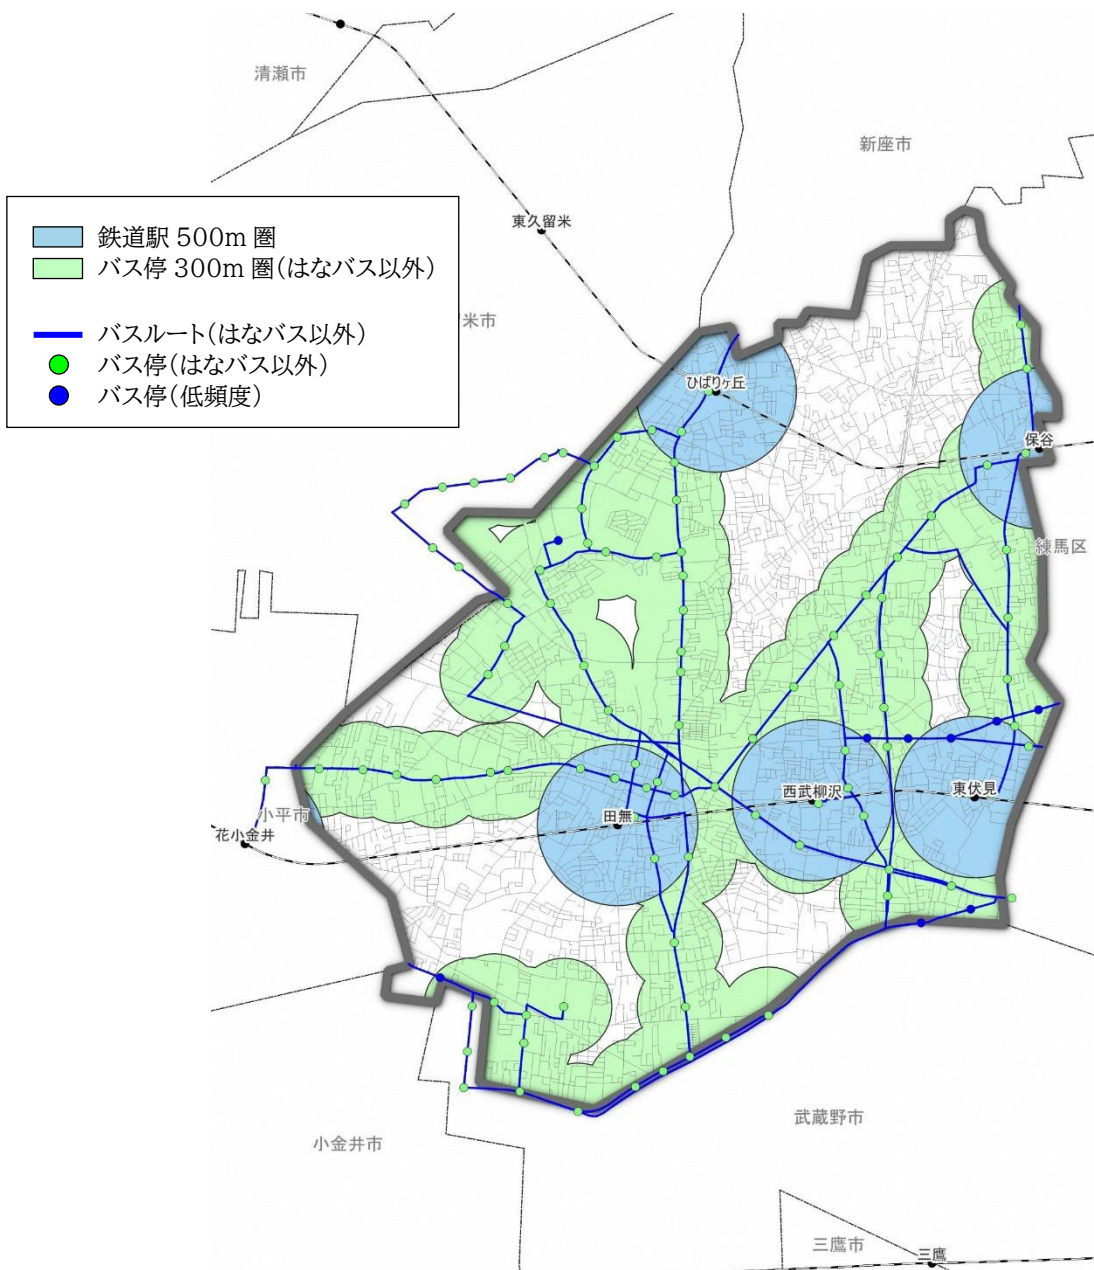 清瀬市
新座市
東久留米
鉄道駅 500m 圏
バス停 300m 圏(はなバス以外)
米市
バスルート(はなバス以外)
バス停(はなバス以外)
バス停(低頻度)
ひばりヶ丘
保谷
練馬区
西武柳沢
東伏見
小平市
田無
花小金井
武蔵野市
小金井市
三鷹市
三鷹